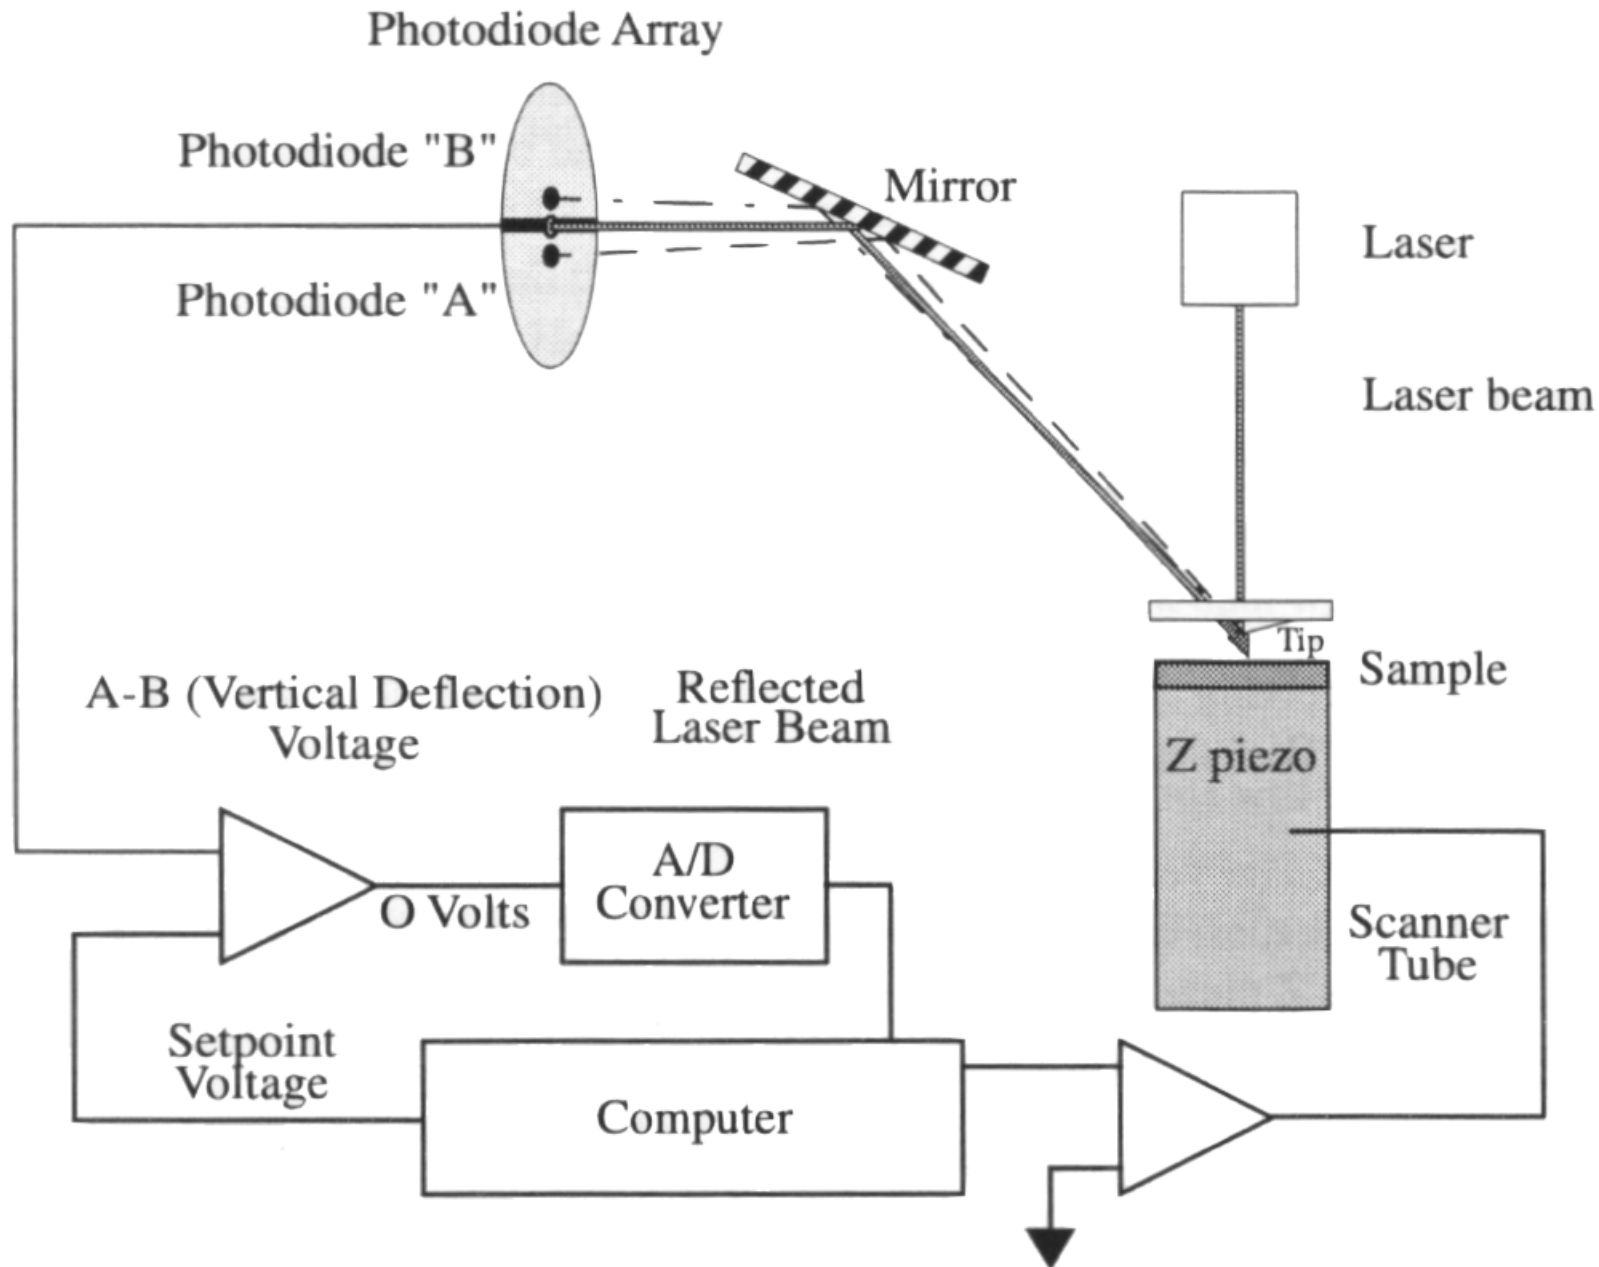 Photodiode Array
Photodiode "B"
Mirror
Laser
Photodiode "A"
Laser beam
Tip
Sample
A-B (Vertical Deflection)
Voltage
Reflected
Laser Beam
Z piezo
A/D
Converter
O Volts
Scanner
Tube
Setpoint
Voltage
Computer